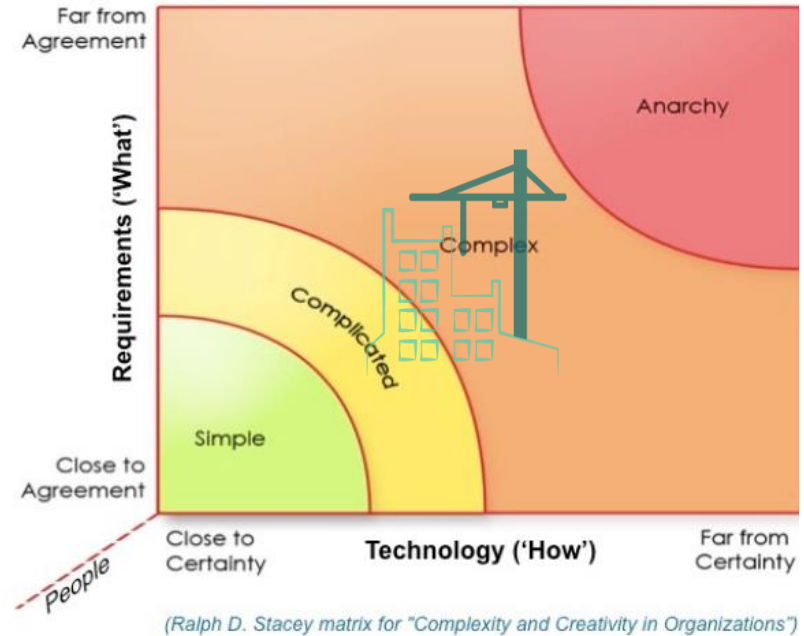 Far from
Agreement
Anarchy
Requirements (‘What’)
Complex
Complicated
Simple
Close to
Agreement
Close to
Certainty
Technology (‘How’)
Far from
Certainty
People
(Ralph D. Stacey matrix for "Complexity and Creativity in Organizations")